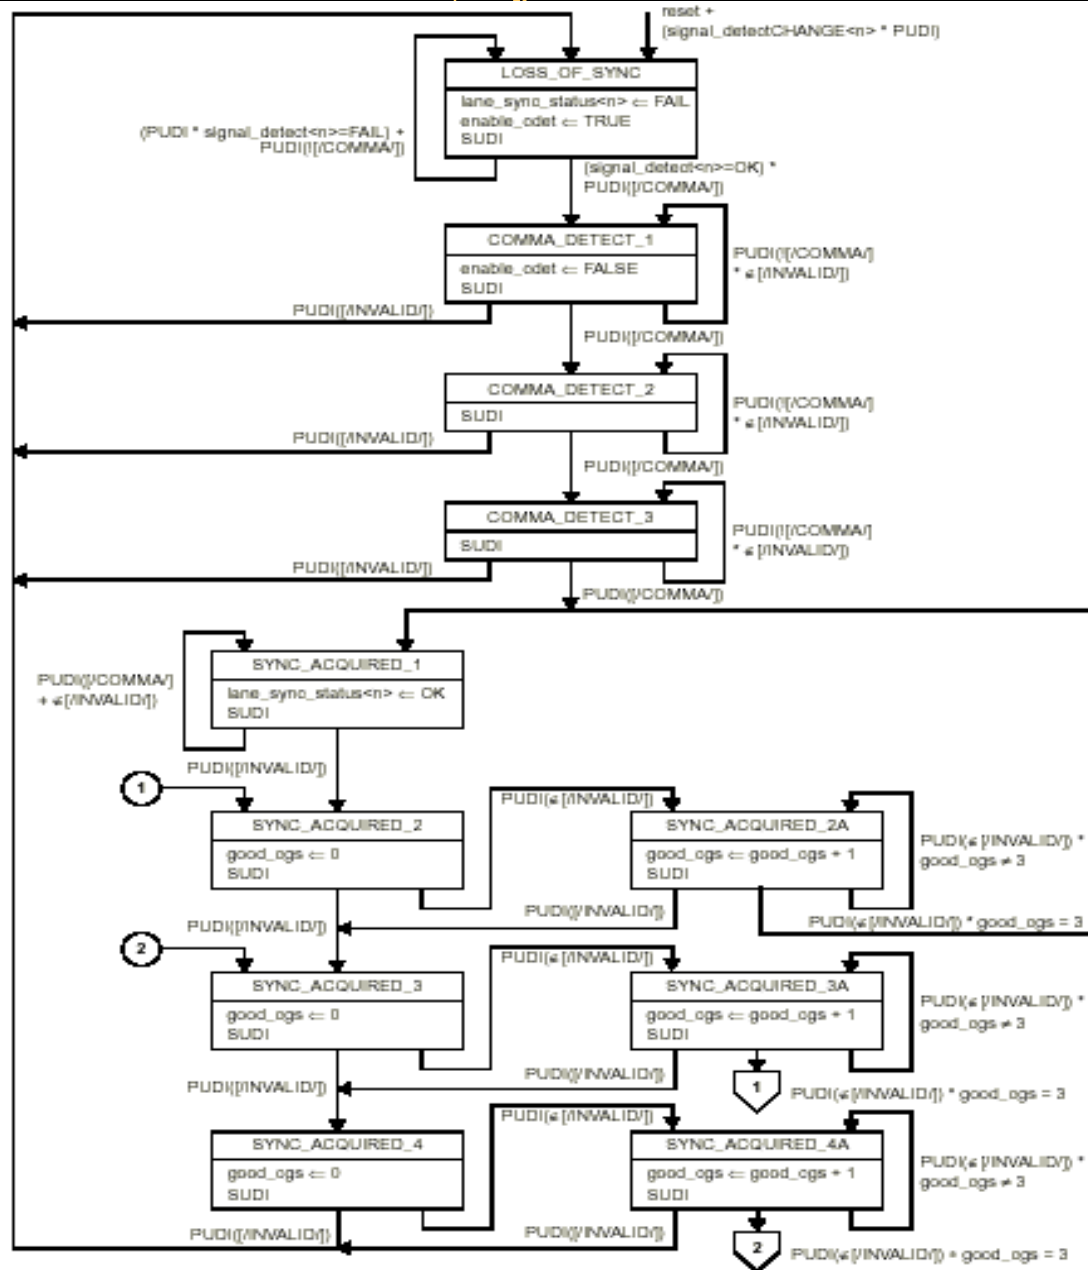 reset +
(signal_detectCHANGE<n> * PUDI)
LOSS_OF_SYNC
lane_sync_status<n> ⇐ FAIL
enable_cdet ⇐ TRUE
SUDI
(PUDI * signal_detect<n>=FAIL) +
PUDI(![/COMMA/])
(signal_detect<n>=OK) *
PUDI([/COMMA/])
COMMA_DETECT_1
enable_cdet ⇐ FALSE
SUDI
PUDI(![/COMMA/]
* ∉[/INVALID/])
PUDI([/INVALID/])
PUDI([/COMMA/])
COMMA_DETECT_2
SUDI
PUDI(![/COMMA/]
* ∉[/INVALID/])
PUDI([/INVALID/])
PUDI([/COMMA/])
COMMA_DETECT_3
SUDI
PUDI(![/COMMA/]
* ∉[/INVALID/])
PUDI([/INVALID/])
PUDI([/COMMA/])
SYNC_ACQUIRED_1
lane_sync_status<n> ⇐ OK
SUDI
PUDI([/COMMA/]
+ ∉[/INVALID/])
PUDI([/INVALID/])
1
SYNC_ACQUIRED_2
good_cgs ⇐ 0
SUDI
PUDI(∉[/INVALID/])
SYNC_ACQUIRED_2A
good_cgs ⇐ good_cgs + 1
SUDI
PUDI(∉[/INVALID/]) *
good_cgs ≠ 3
PUDI([/INVALID/])
PUDI([/INVALID/])
PUDI(∉[/INVALID/]) * good_cgs = 3
2
SYNC_ACQUIRED_3
good_cgs ⇐ 0
SUDI
PUDI(∉[/INVALID/])
SYNC_ACQUIRED_3A
good_cgs ⇐ good_cgs + 1
SUDI
PUDI(∉[/INVALID/]) *
good_cgs ≠ 3
PUDI([/INVALID/])
PUDI([/INVALID/])
1
PUDI(∉[/INVALID/]) * good_cgs = 3
SYNC_ACQUIRED_4
good_cgs ⇐ 0
SUDI
PUDI(∉[/INVALID/])
SYNC_ACQUIRED_4A
good_cgs ⇐ good_cgs + 1
SUDI
PUDI(∉[/INVALID/]) *
good_cgs ≠ 3
PUDI([/INVALID/])
PUDI([/INVALID/])
2
PUDI(∉[/INVALID/]) * good_cgs = 3